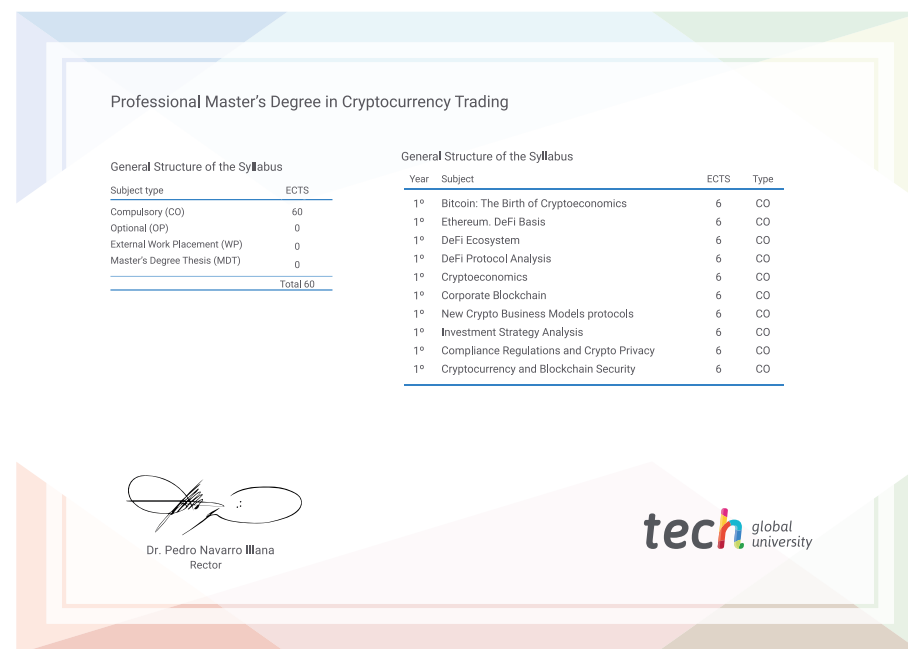 Professional Master's Degree in Cryptocurrency Trading
General Structure of the Syllabus
Subject type ECTS
Compulsory (CO) 60
Optional (OP) 0
External Work Placement (WP) 0
Master's Degree Thesis (MDT) 0
Total 60
General Structure of the Syllabus
Year Subject ECTS Type
1º Bitcoin: The Birth of Cryptoeconomics 6 CO
1º Ethereum. DeFi Basis 6 CO
1º DeFi Ecosystem 6 CO
1º DeFi Protocol Analysis 6 CO
1º Cryptoeconomics 6 CO
1º Corporate Blockchain 6 CO
1º New Crypto Business Models protocols 6 CO
1º Investment Strategy Analysis 6 CO
1º Compliance Regulations and Crypto Privacy 6 CO
1º Cryptocurrency and Blockchain Security 6 CO
Dr. Pedro Navarro Illana
Rector
tech global
university